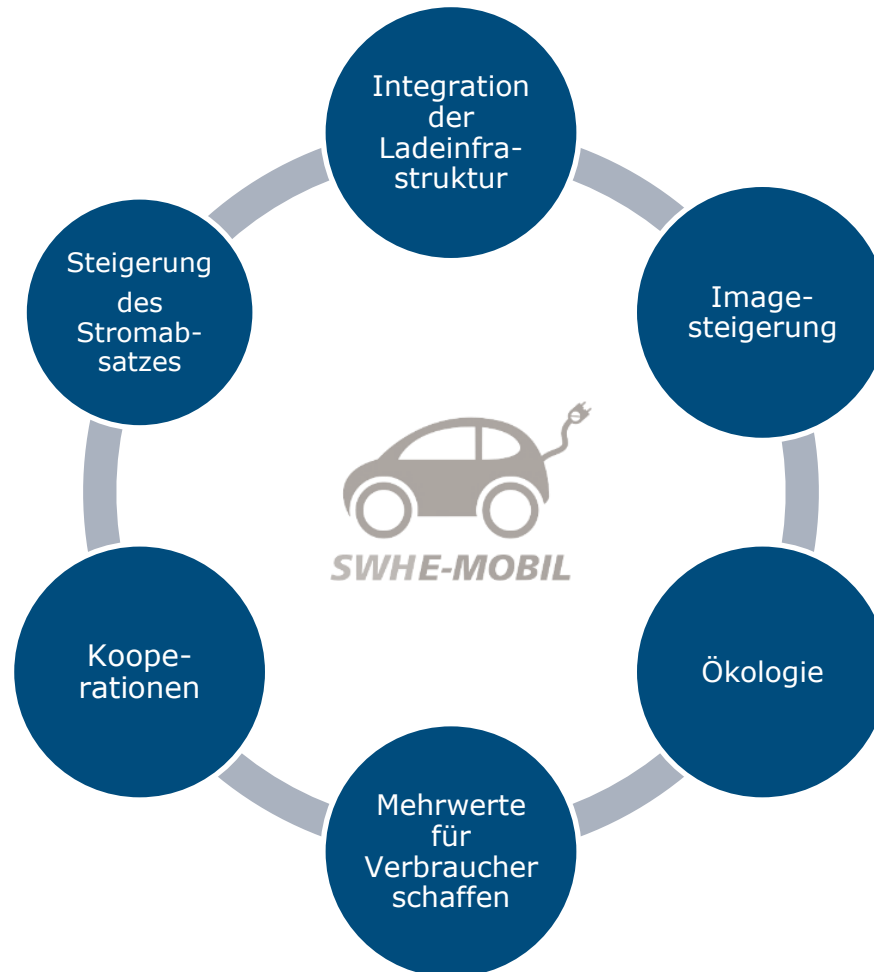 Integration
der
Ladeinfra-
struktur
Image-
steigerung
Ökologie
Mehrwerte
für
Verbraucher
schaffen
Koope-
rationen
Steigerung
des
Stromab-
satzes
SWHE-MOBIL